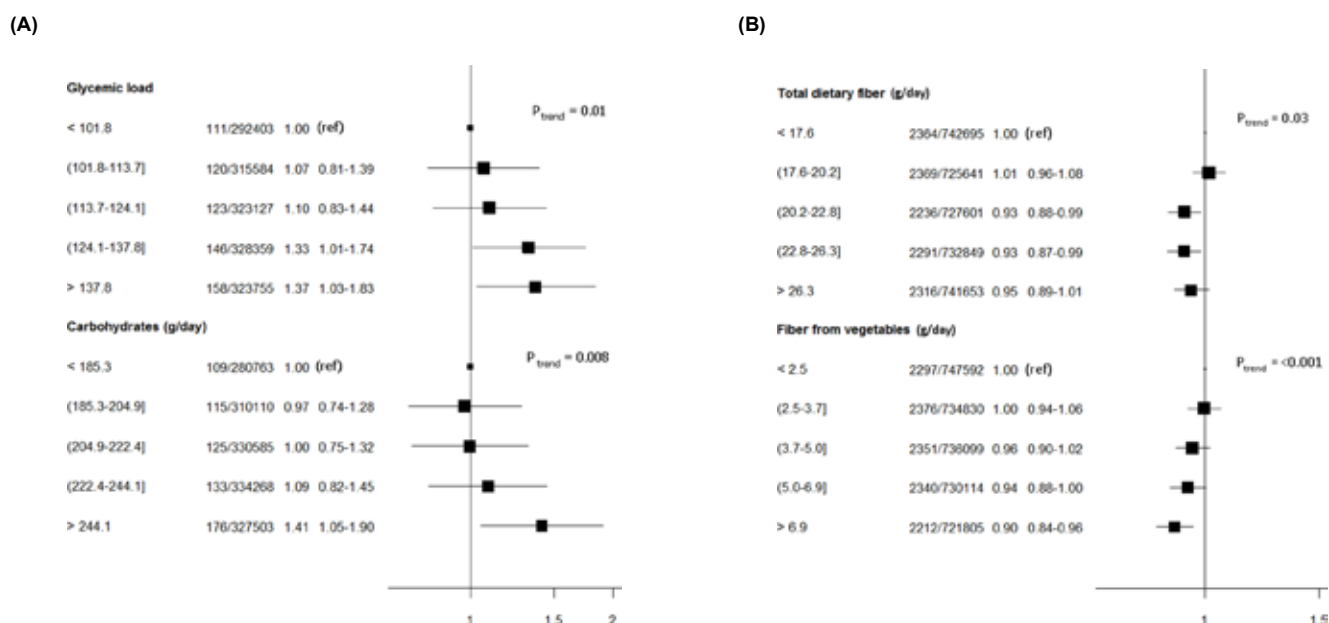 (A)
Glycemic load
P trend = 0.01
< 101.8 111/292403 1.00 (ref)
(101.8-113.7] 120/315584 1.07 0.81-1.39
(113.7-124.1] 123/323127 1.10 0.83-1.44
(124.1-137.8] 146/328359 1.33 1.01-1.74
> 137.8 158/323755 1.37 1.03-1.83
Carbohydrates (g/day)
P trend = 0.008
< 185.3 109/280763 1.00 (ref)
(185.3-204.9] 115/310110 0.97 0.74-1.28
(204.9-222.4] 125/330585 1.00 0.75-1.32
(222.4-244.1] 133/334268 1.09 0.82-1.45
> 244.1 176/327503 1.41 1.05-1.90
1 1.5 2
(B)
Total dietary fiber (g/day)
P trend = 0.03
< 17.6 2364/742695 1.00 (ref)
(17.6-20.2] 2369/725641 1.01 0.96-1.08
(20.2-22.8] 2236/727601 0.93 0.88-0.99
(22.8-26.3] 2291/732849 0.93 0.87-0.99
> 26.3 2316/741653 0.95 0.89-1.01
Fiber from vegetables (g/day)
P trend = <0.001
< 2.5 2297/747592 1.00 (ref)
(2.5-3.7] 2376/734830 1.00 0.94-1.06
(3.7-5.0] 2351/736099 0.96 0.90-1.02
(5.0-6.9] 2340/730114 0.94 0.88-1.00
> 6.9 2212/721805 0.90 0.84-0.96
1 1.5